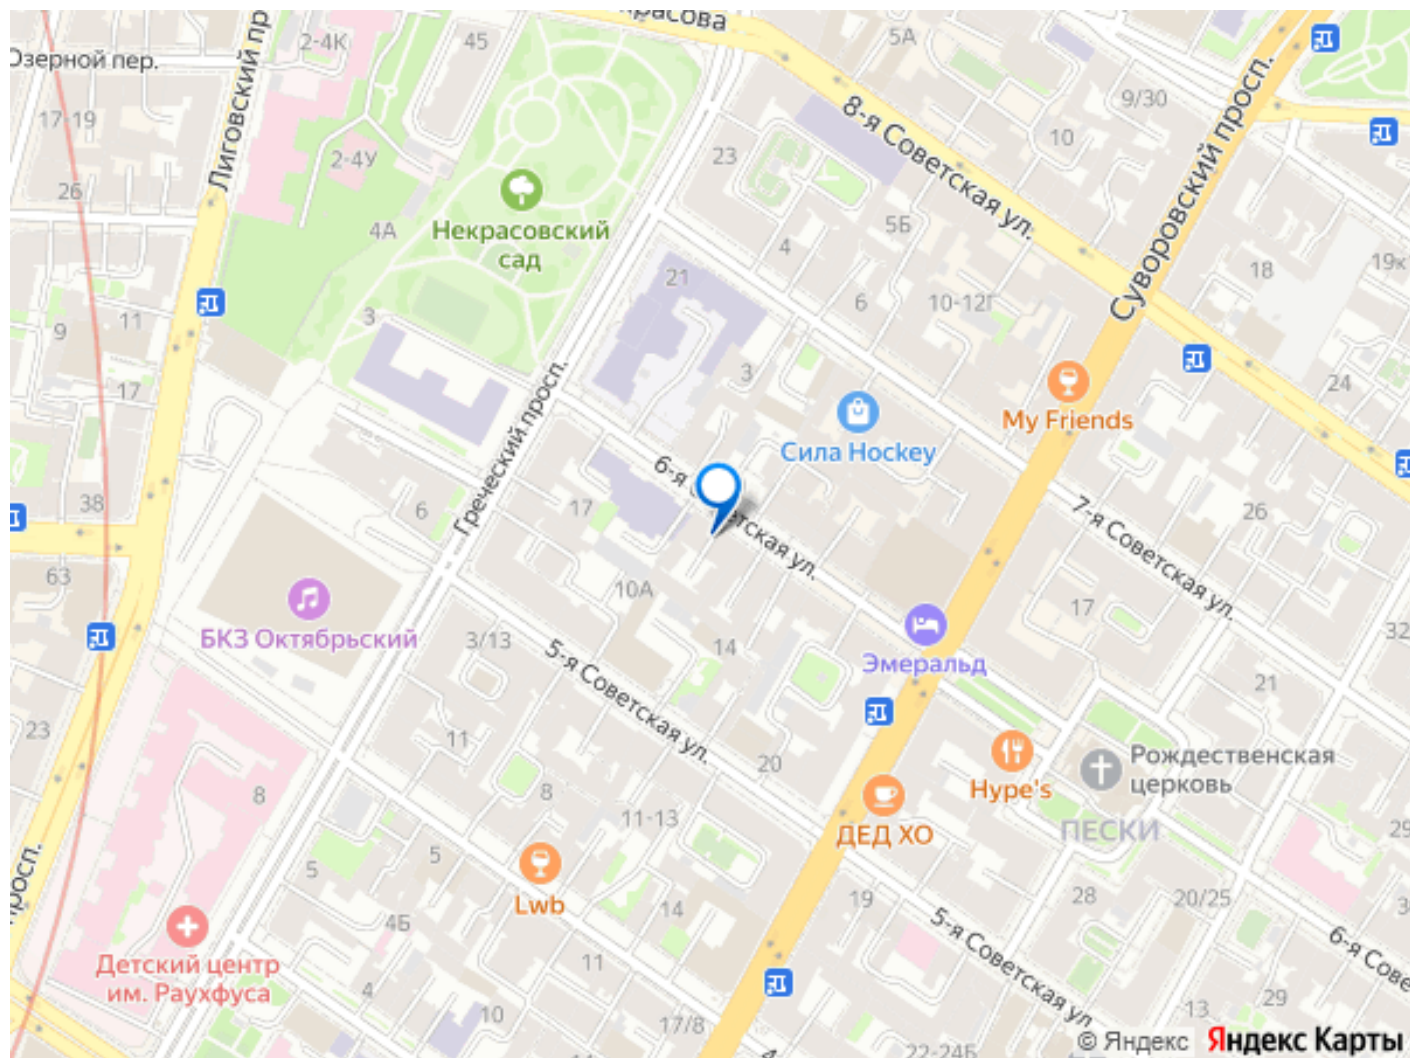 2-4К
45
5А
Озерной пер.
Лиговский пр
9/30
17-19
10
8-я Советская ул.
Суворовский просп.
23
2-4У
26
4А
Некрасовский
сад
5Б
4
18
19к
21
6
10-12Г
3
11
9
17
3
24
My Friends
Сила Hockey
Греческий просп.
6-я Советская ул.
38
6
17
7-я Советская ул.
26
63
10А
17
БКЗ Октябрьский
3/13
14
Эмеральд
32
5-я Советская ул.
21
23
11
20
Рождественская
церковь
Hype's
8
8
11-13
ДЕД ХО
ПЕСКИ
29
просп.
5
5
Lwb
28
20/25
19
14
4Б
5-я Советская ул.
6-я Сове
Детский центр
им. Раухфуса
11
4
10
17/8
13
29
22-24Б
© Яндекс Яндекс Карты